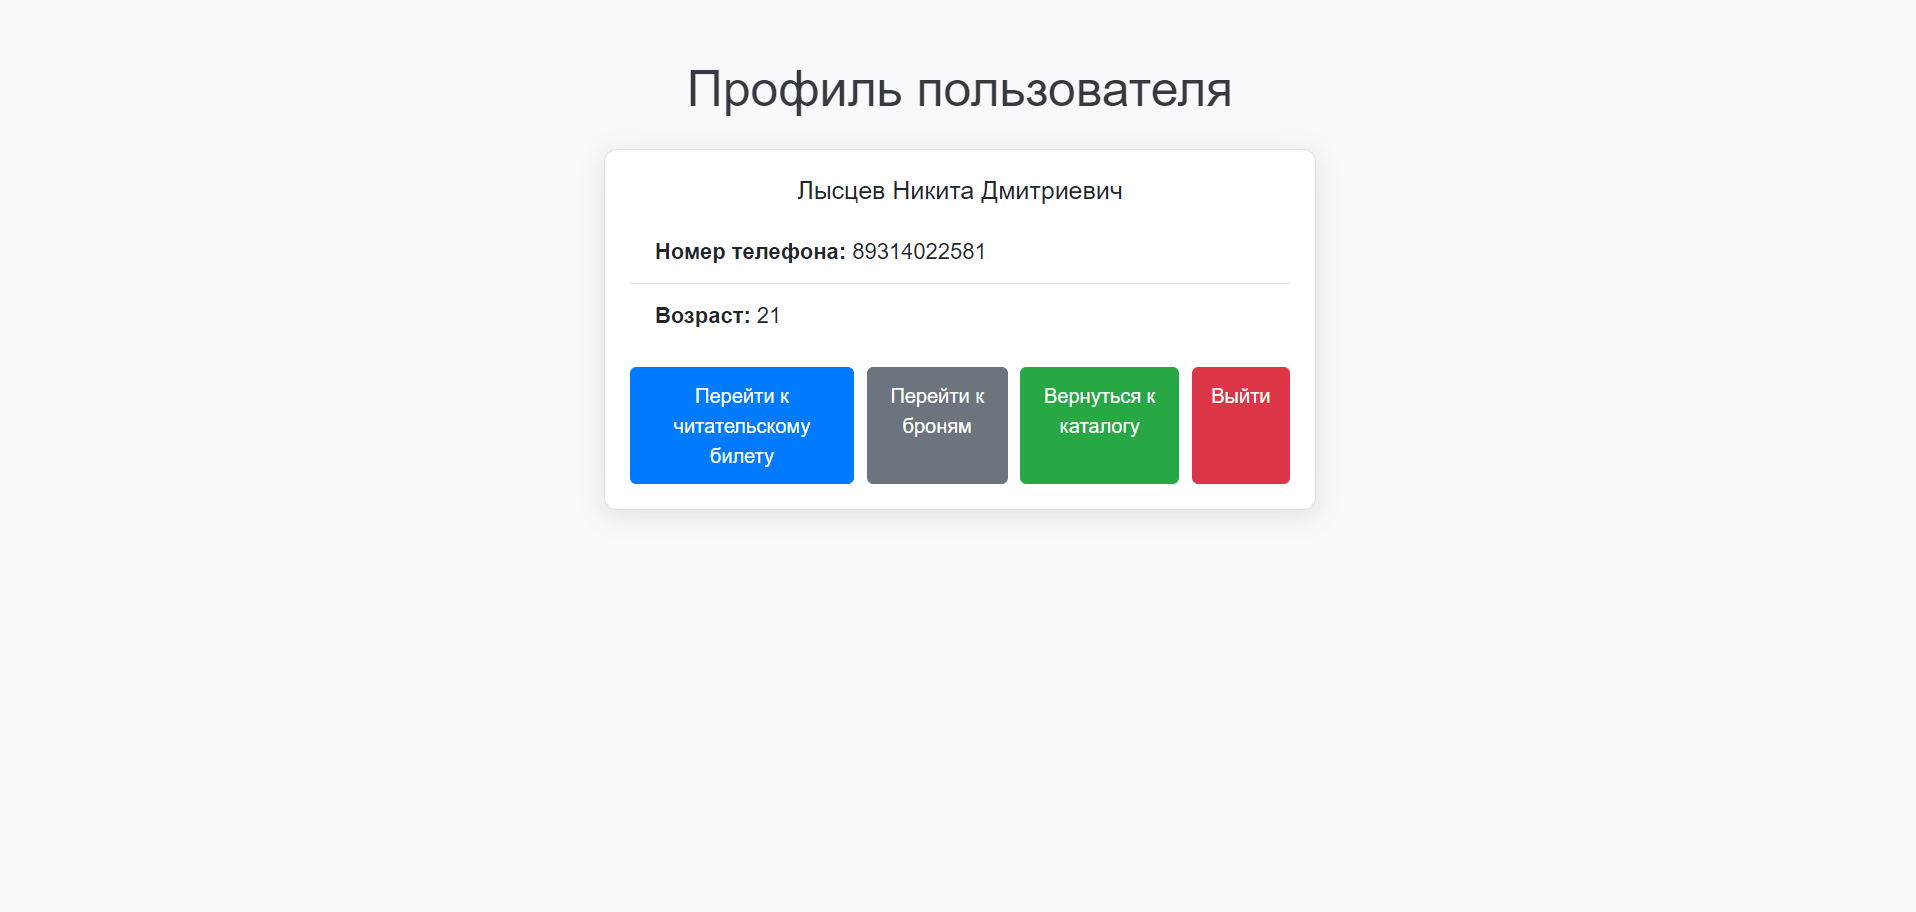 Профиль пользователя
Лысцев Никита Дмитриевич
Номер телефона: 89314022581
Возраст: 21
Перейти к
читательскому
билету
Перейти к
броням
Вернуться к
каталогу
Выйти